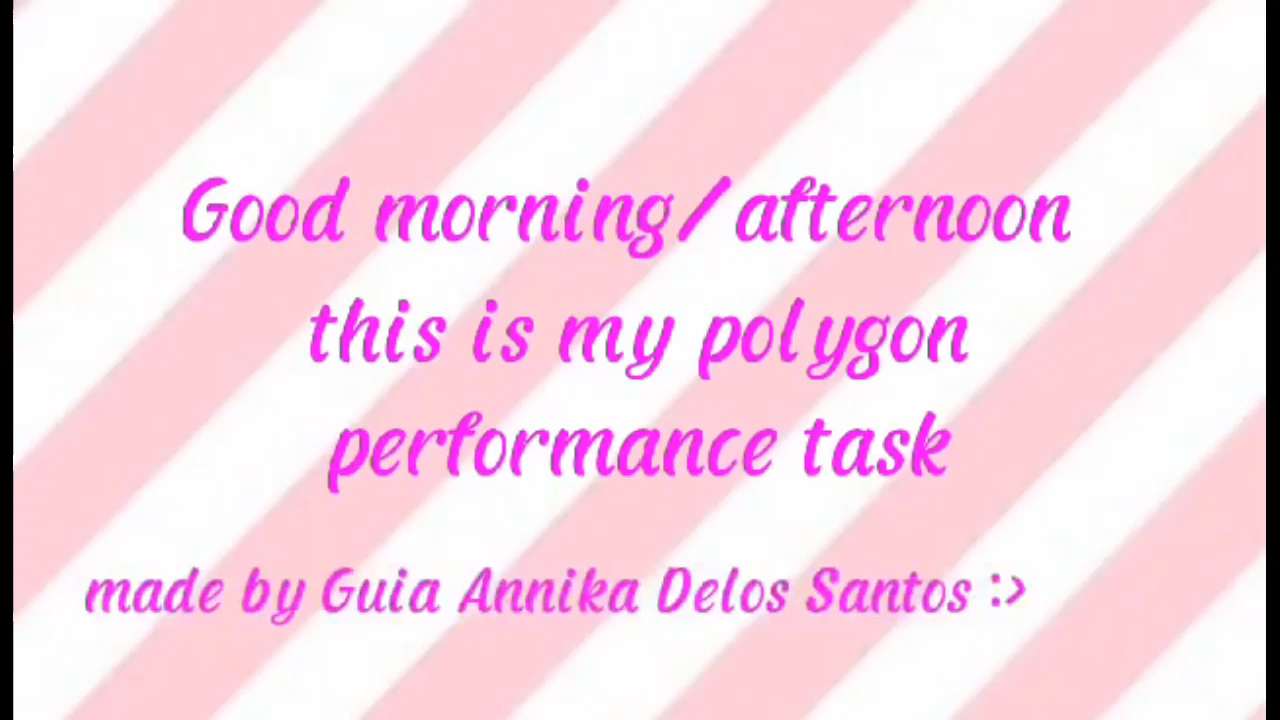 Good morning/afternoon
this is my polygon
performance task
made by Guia Annika Delos Santos :>